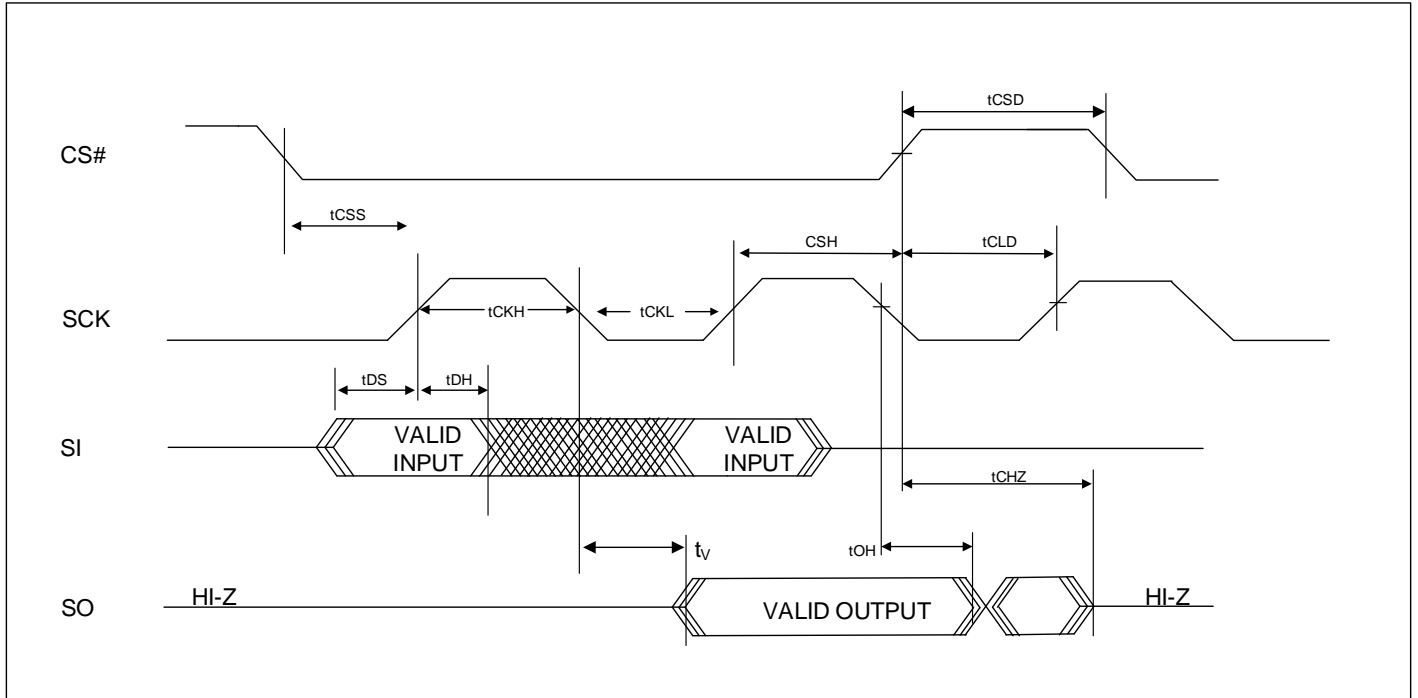 tCSD
CS#
tCSS
CSH
tCLD
SCK
tCKH
tCKL
tDS
tDH
SI
VALID
INPUT
VALID
INPUT
tCHZ
tV
tOH
SO
HI-Z
VALID OUTPUT
HI-Z